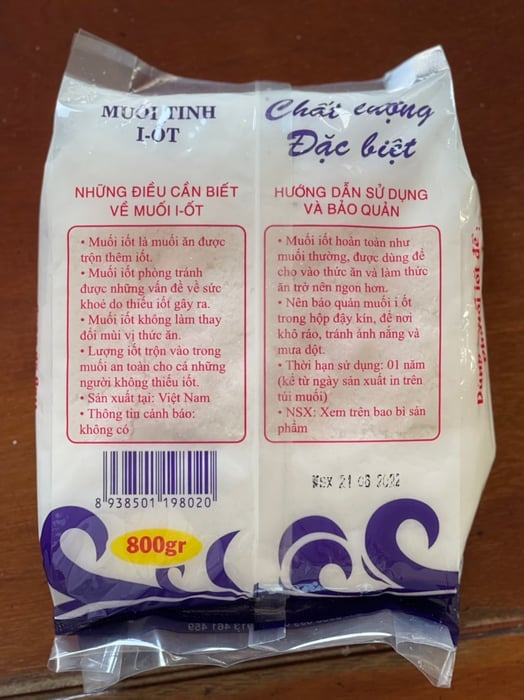 MUỐI TINH
I-ỐT
NHỮNG ĐIỀU CẦN BIẾT
VỀ MUỐI I-ỐT
• Muối iốt là muối ăn được
trộn thêm iốt.
• Muối iốt phòng tránh
được những vấn đề về sức
khoẻ do thiếu iốt gây ra.
• Muối iốt không làm thay
đổi mùi vị thức ăn.
• Lượng iốt trộn vào trong
muối an toàn cho cả những
người không thiếu iốt.
• Sản xuất tại: Việt Nam
• Thông tin cảnh báo:
không có
8 938501 198020
800gr
Chất lượng
Đặc biệt
HƯỚNG DẪN SỬ DỤNG
VÀ BẢO QUẢN
• Muối iốt hoàn toàn như
muối thường, được dùng để
cho vào thức ăn và làm thức
ăn trở nên ngon hơn.
• Nên bảo quản muối i ốt
trong hộp đậy kín, để nơi
khô ráo, tránh ánh nắng và
mưa dột.
• Thời hạn sử dụng: 01 năm
(kể từ ngày sản xuất in trên
túi muối)
• NSX: Xem trên bao bì sản
phẩm
NSX 21 06 2022
461 459